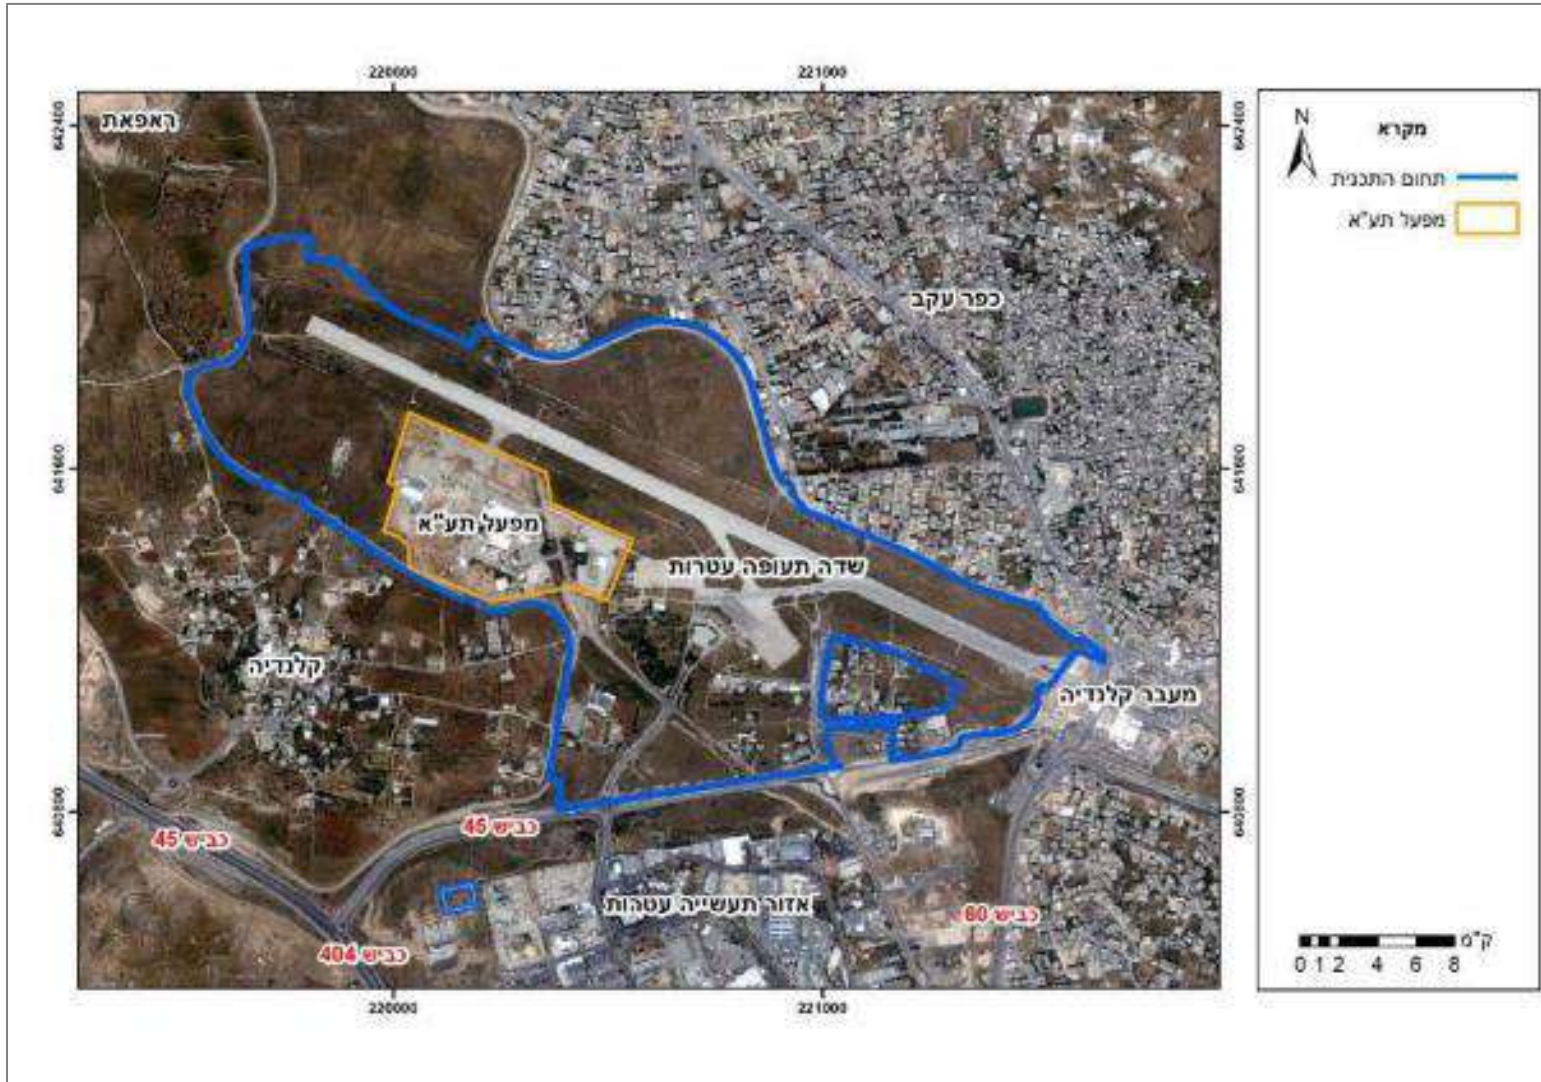 220000 221000
642400 642400
ראפאת
כפר עקב
641600 641600
מפעל תע"א
שדה תעופה עטרות
קלנדיה
מעבר קלנדיה
640800 640800
כביש 45
כביש 45
אזור תעשייה עטרות
כביש 60
כביש 404
220000 221000
N
מקרא
תחום התכנית
מפעל תע"א
ק"מ
0 1 2 4 6 8